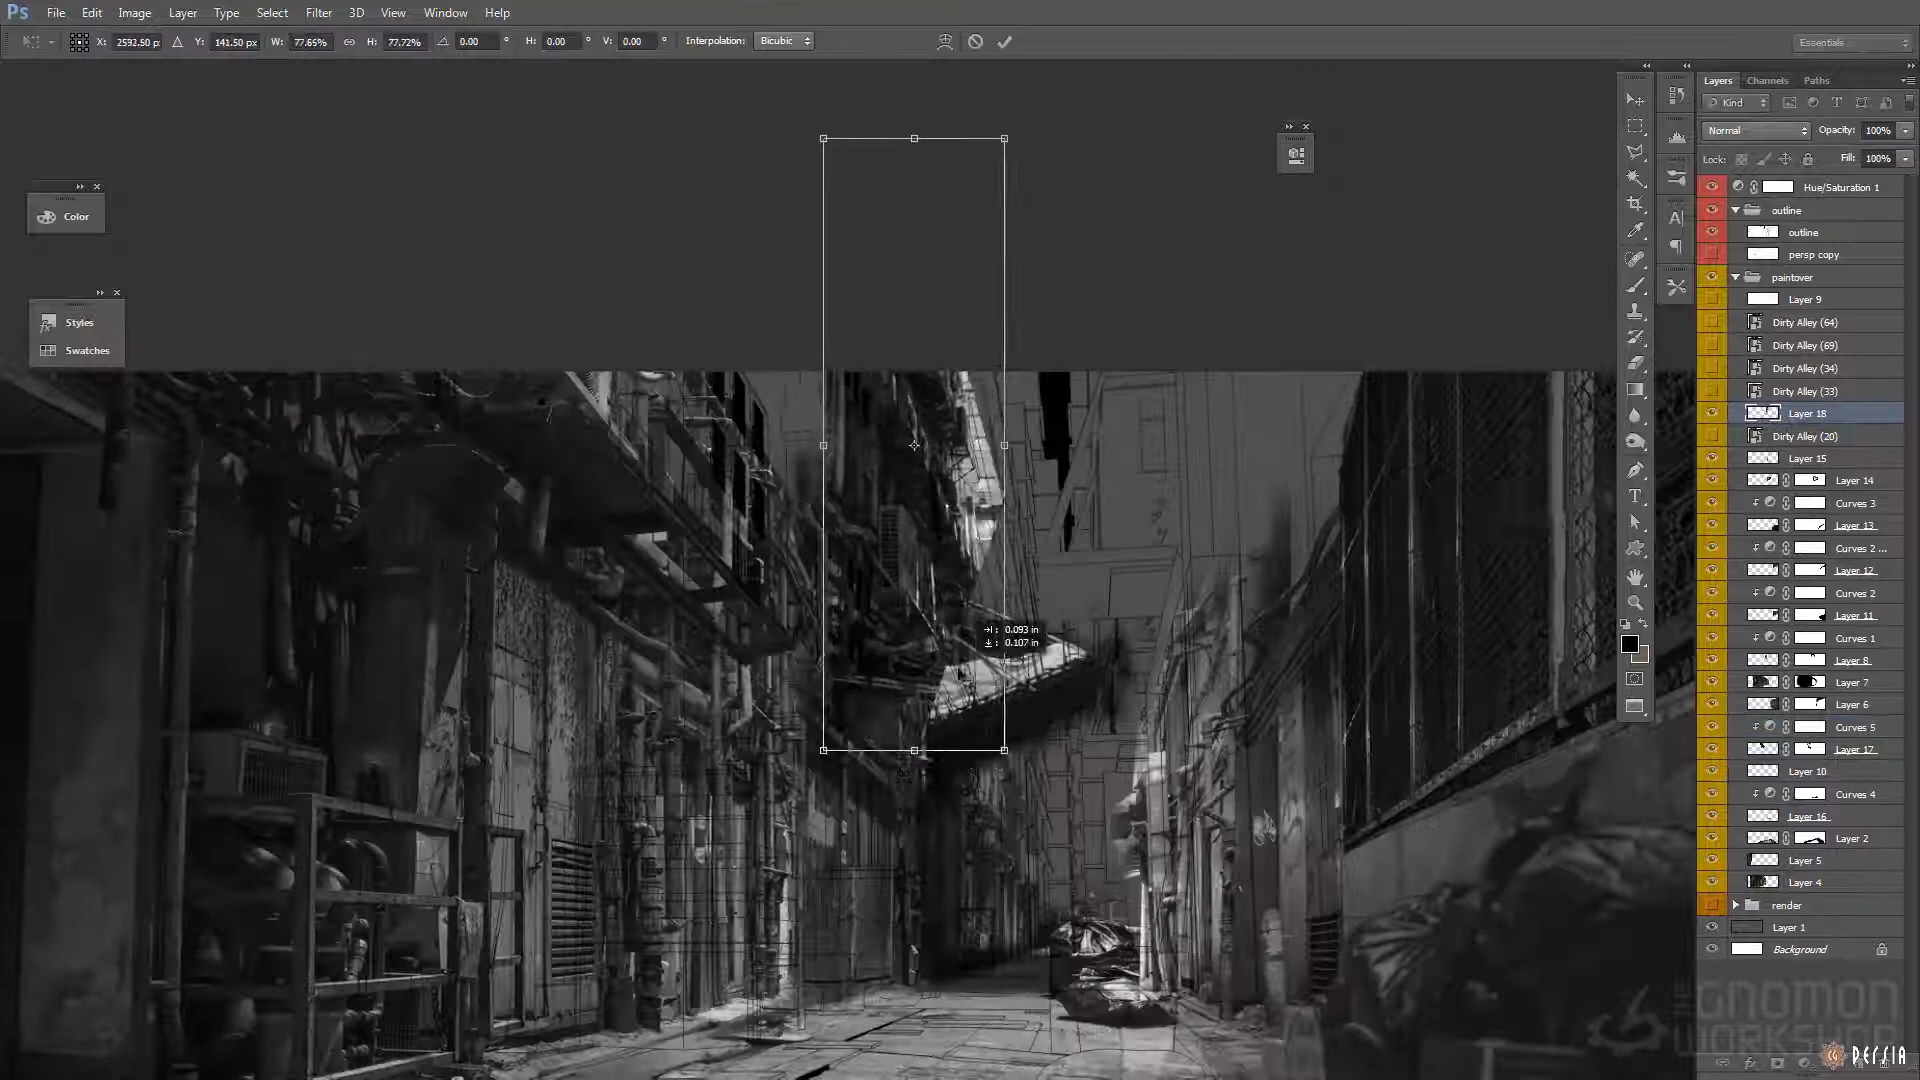 Ps File Edit Image Layer Type Select Filter 3D View Window Help
X: 2592.50 px Y: 141.50 px W: 77.65% H: 77.72% 0.00 ° H: 0.00 ° V: 0.00 ° Interpolation: Bicubic Essentials
Layers Channels Paths
Kind
Normal Opacity: 100%
Lock: Fill: 100%
Color
Styles
Swatches
Hue/Saturation 1
outline
outline
persp copy
paintover
Layer 9
Dirty Alley (64)
Dirty Alley (69)
Dirty Alley (34)
Dirty Alley (33)
Layer 18
Dirty Alley (20)
Layer 15
Layer 14
Curves 3
Layer 13
Curves 2 ...
Layer 12
Curves 2
Layer 11
Curves 1
Layer 8
Layer 7
Layer 6
Curves 5
Layer 17
Layer 10
Curves 4
Layer 16
Layer 2
Layer 5
Layer 4
render
Layer 1
Background
0.093 in
0.107 in
THE GNOMON
WORKSHOP
CG PERSIA